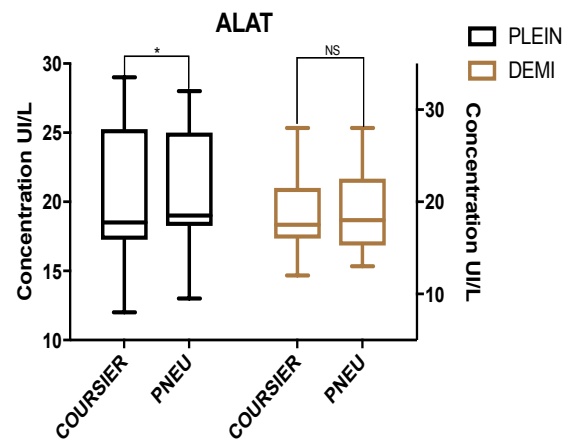 ALAT
PLEIN
DEMI
*
NS
Concentration UI/L
30
25
20
15
10
30
20
10
Concentration UI/L
COURSIER
PNEU
COURSIER
PNEU